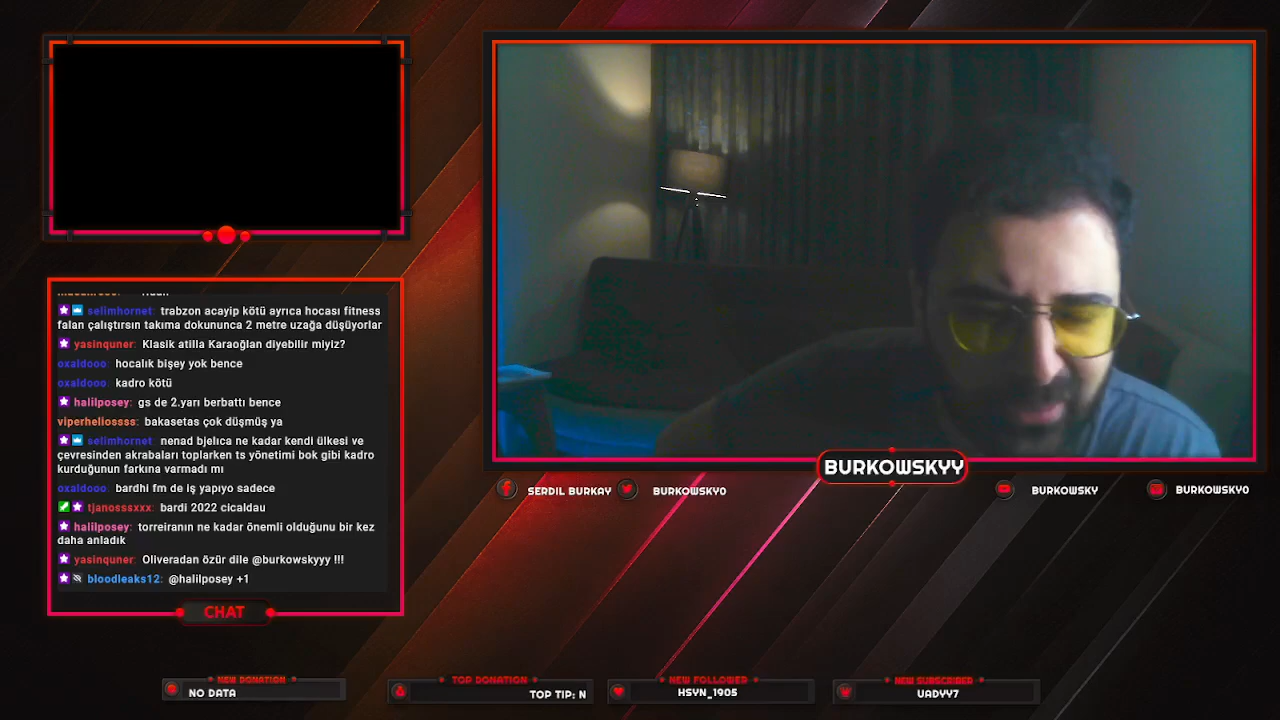 selimhornet: trabzon acayip kötü ayrıca hocası fitness
falan çalıştırsın takıma dokununca 2 metre uzağa düşüyorlar
yasinquner: Klasik atilla Karaoğlan diyebilir miyiz?
oxaldooo: hocalık bişey yok bence
oxaldooo: kadro kötü
halilposey: gs de 2.yarı berbattı bence
viperheliossss: bakasetas çok düşmüş ya
selimhornet: nenad bjelıca ne kadar kendi ülkesi ve
çevresinden akrabaları toplarken ts yönetimi bok gibi kadro
kurduğunun farkına varmadı mı
oxaldooo: bardhi fm de iş yapıyo sadece
tjanosssxxx: bardi 2022 cicaldau
halilposey: torreiranın ne kadar önemli olduğunu bir kez
daha anladık
yasinquner: Oliveradan özür dile @burkowskyyy !!!
bloodleaks12: @halilposey +1
CHAT
BURKOWSKYY
SERDIL BURKAY
BURKOWSKY0
BURKOWSKY
BURKOWSKY0
NEW DONATION
NO DATA
TOP DONATION
TOP TIP: N
NEW FOLLOWER
HSYN_1905
NEW SUBSCRIBER
UADYY7